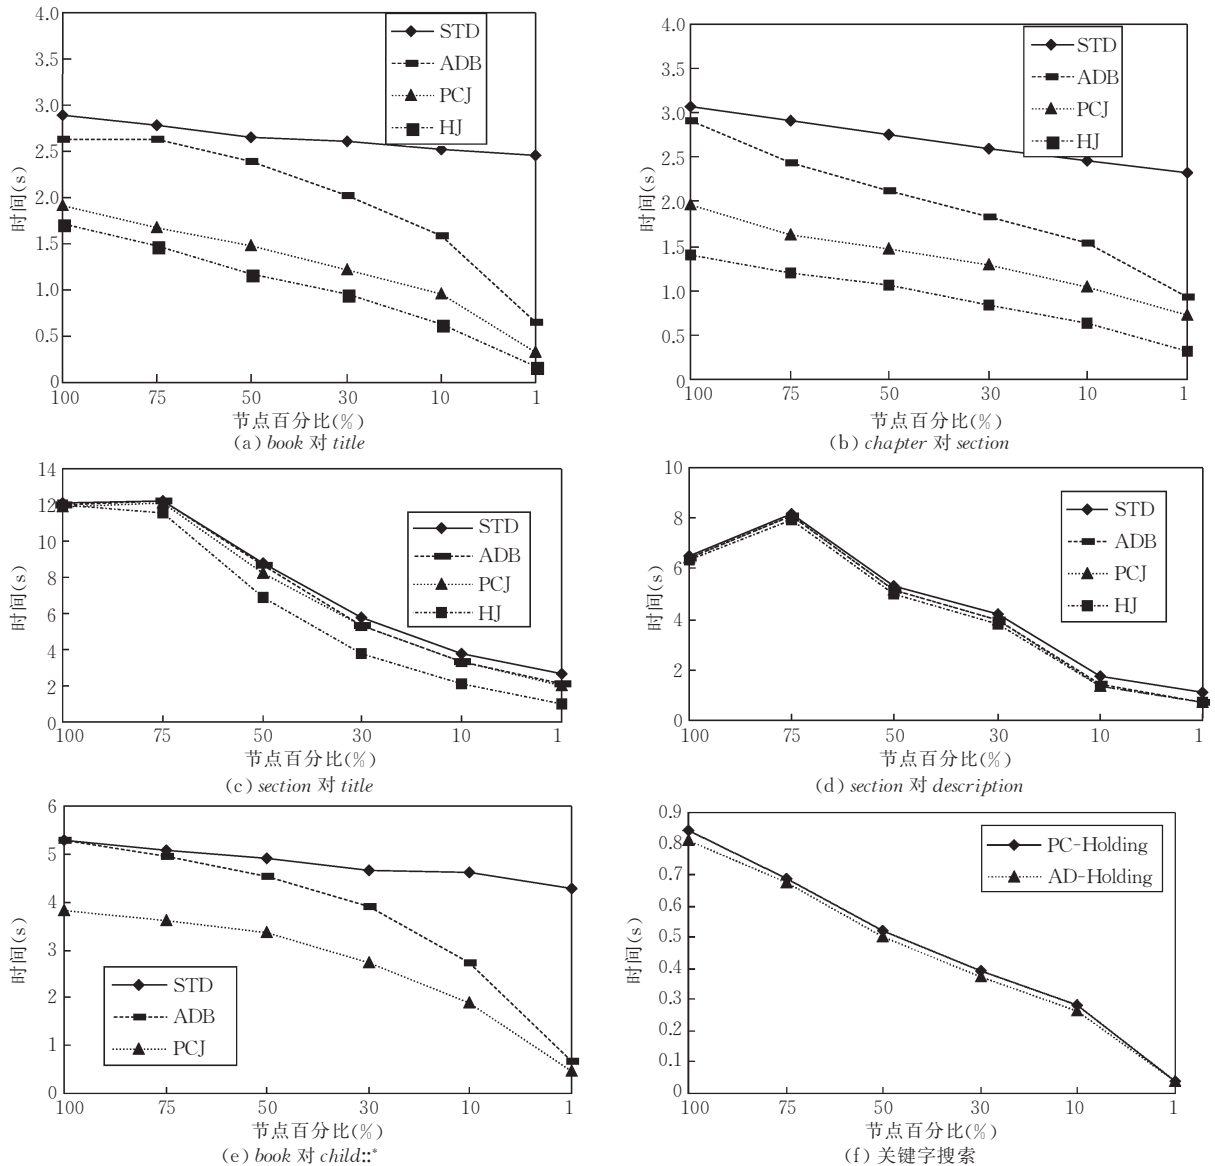 4.0
3.5
3.0
2.5
2.0
1.5
1.0
0.5
0
时间(s)
STD
ADB
PCJ
HJ
100 75 50 30 10 1
节点百分比(%)
(a) book 对 title
4.0
3.5
3.0
2.5
2.0
1.5
1.0
0.5
0
时间(s)
STD
ADB
PCJ
HJ
100 75 50 30 10 1
节点百分比(%)
(b) chapter 对 section
14
12
10
8
6
4
2
0
时间(s)
STD
ADB
PCJ
HJ
100 75 50 30 10 1
节点百分比(%)
(c) section 对 title
10
8
6
4
2
0
时间(s)
STD
ADB
PCJ
HJ
100 75 50 30 10 1
节点百分比(%)
(d) section 对 description
6
5
4
3
2
1
0
时间(s)
STD
ADB
PCJ
100 75 50 30 10 1
节点百分比(%)
(e) book 对 child::*
0.9
0.8
0.7
0.6
0.5
0.4
0.3
0.2
0.1
0
时间(s)
PC-Holding
AD-Holding
100 75 50 30 10 1
节点百分比(%)
(f) 关键字搜索